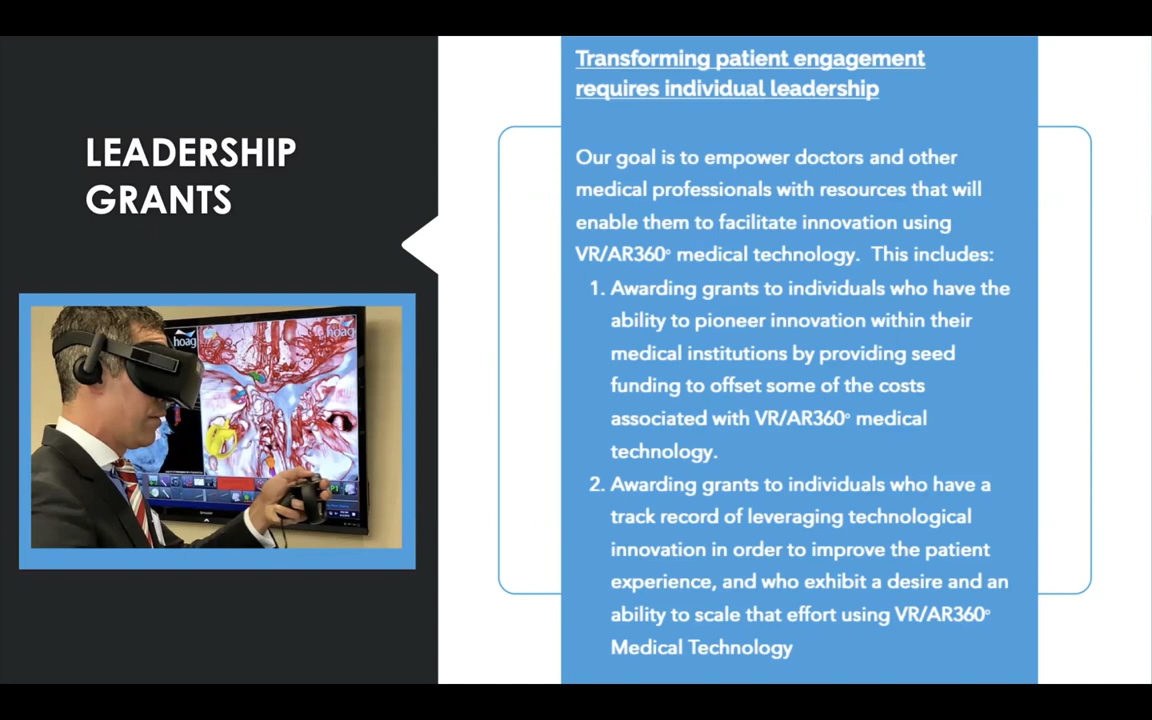 LEADERSHIP
GRANTS
Transforming patient engagement
requires individual leadership
Our goal is to empower doctors and other
medical professionals with resources that will
enable them to facilitate innovation using
VR/AR360° medical technology.  This includes:
1. Awarding grants to individuals who have the
ability to pioneer innovation within their
medical institutions by providing seed
funding to offset some of the costs
associated with VR/AR360° medical
technology.
2. Awarding grants to individuals who have a
track record of leveraging technological
innovation in order to improve the patient
experience, and who exhibit a desire and an
ability to scale that effort using VR/AR360°
Medical Technology
hoag
hoag
SHARP